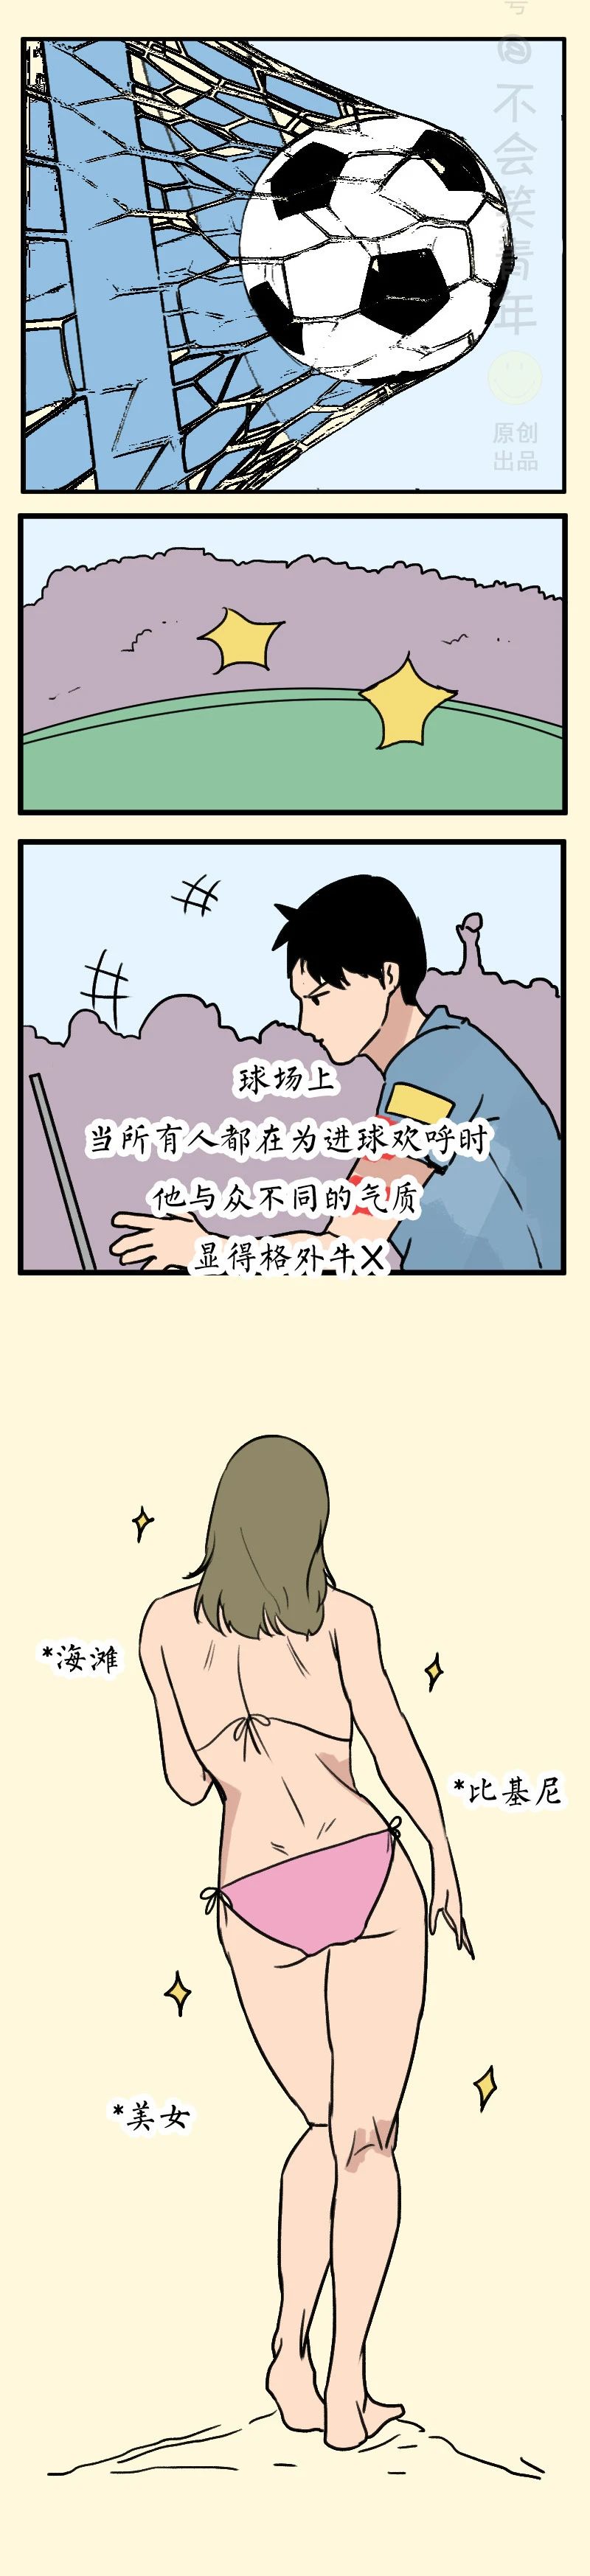 号
@不会笑青年
原创
出品
球场上
当所有人都在为进球欢呼时
他与众不同的气质
显得格外牛X
*海滩
*比基尼
*美女